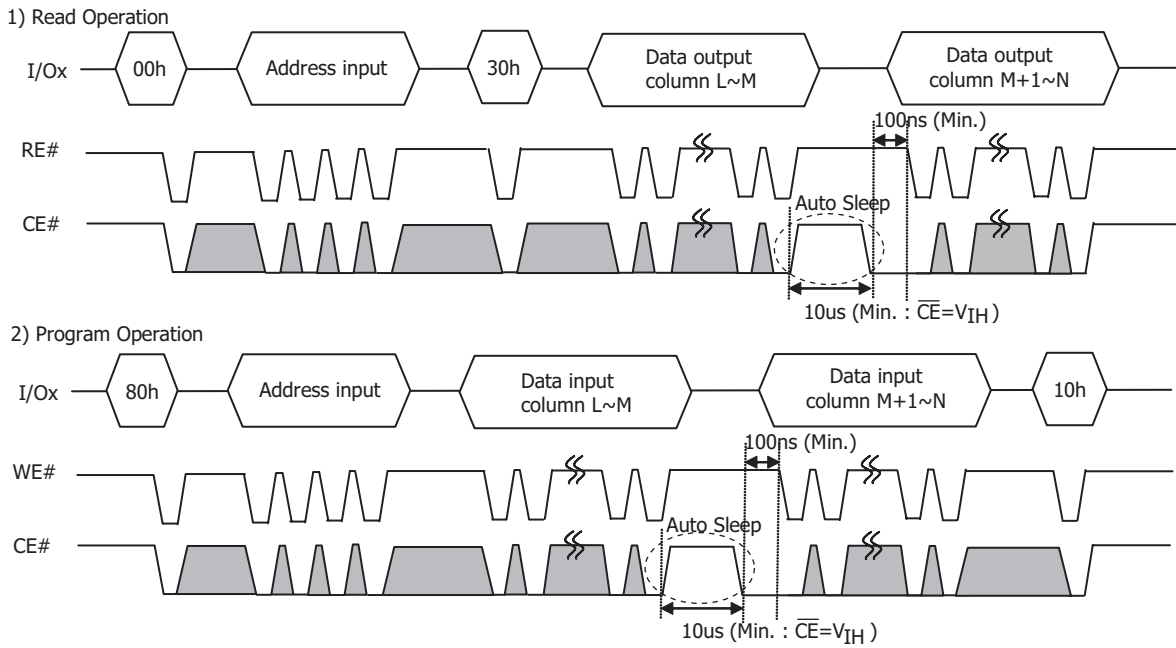 1) Read Operation
I/Ox
00h
Address input
30h
Data output
column L~M
Data output
column M+1~N
100ns (Min.)
RE#
CE#
Auto Sleep
10us (Min. : C̅E̅=VIH )
2) Program Operation
I/Ox
80h
Address input
Data input
column L~M
Data input
column M+1~N
10h
100ns (Min.)
WE#
CE#
Auto Sleep
10us (Min. : C̅E̅=VIH )